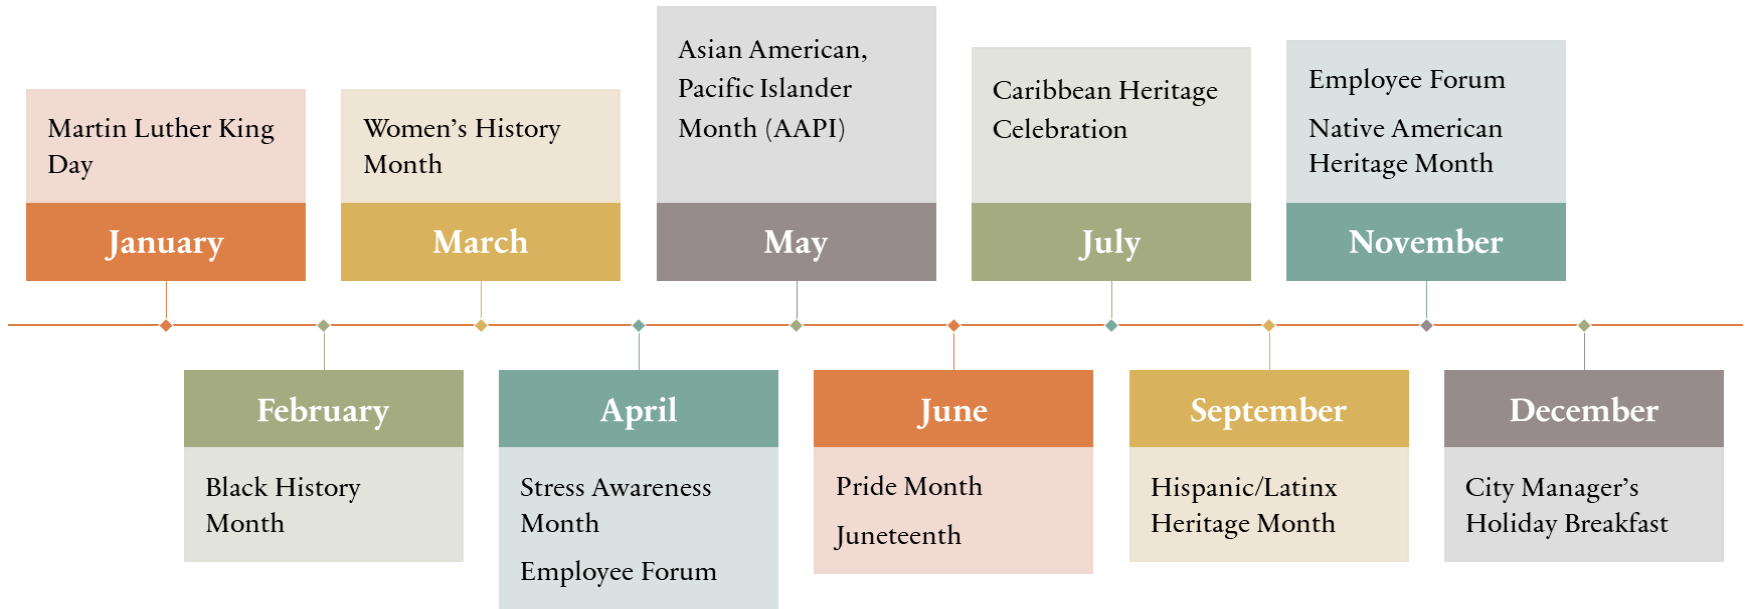 Martin Luther King
Day
January
Women’s History
Month
March
Asian American,
Pacific Islander
Month (AAPI)
May
Caribbean Heritage
Celebration
July
Employee Forum
Native American
Heritage Month
November
February
Black History
Month
April
Stress Awareness
Month
Employee Forum
June
Pride Month
Juneteenth
September
Hispanic/Latinx
Heritage Month
December
City Manager’s
Holiday Breakfast